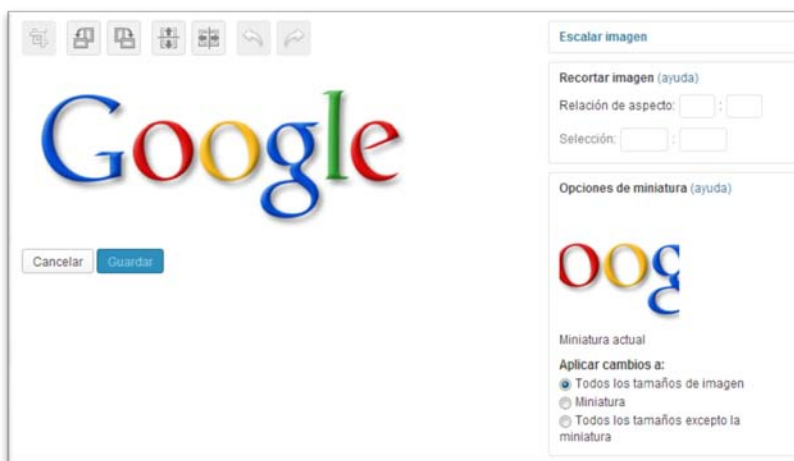 Google
Cancelar
Guardar
Escalar imagen
Recortar imagen (ayuda)
Relación de aspecto: :
Selección: :
Opciones de miniatura (ayuda)
oog
Miniatura actual
Aplicar cambios a:
Todos los tamaños de imagen
Miniatura
Todos los tamaños excepto la
miniatura